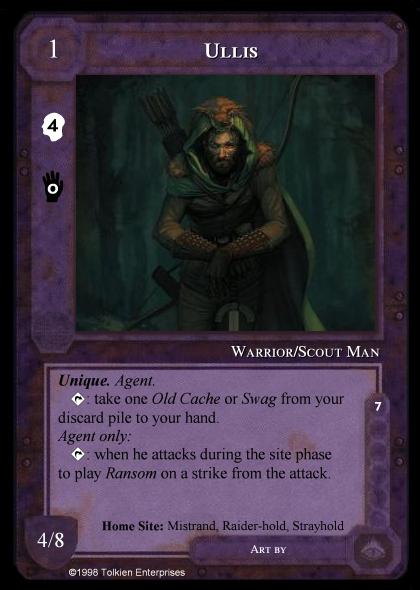 1
ULLIS
4
0
WARRIOR/SCOUT MAN
Unique. Agent.
: take one Old Cache or Swag from your
discard pile to your hand.
Agent only:
: when he attacks during the site phase
to play Ransom on a strike from the attack.
7
Home Site: Mistrand, Raider-hold, Strayhold
4/8
ART BY
©1998 Tolkien Enterprises